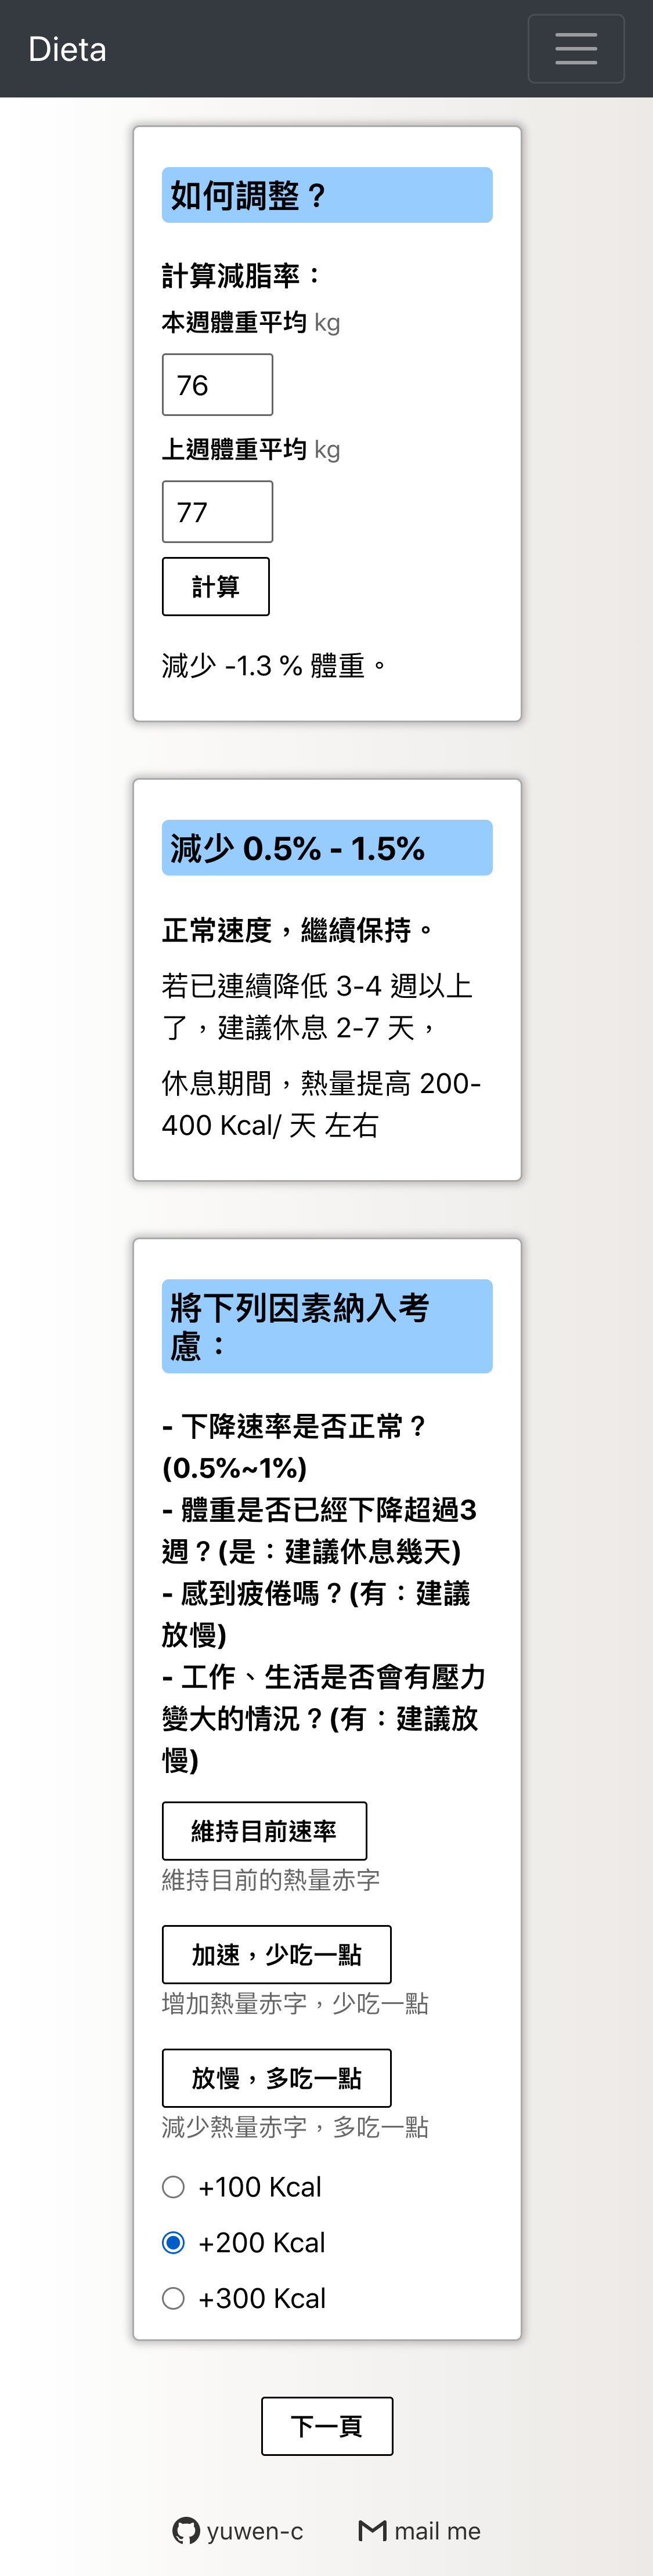 Dieta
如何調整？
計算減脂率：
本週體重平均 kg
76
上週體重平均 kg
77
計算
減少 -1.3 % 體重。
減少 0.5% - 1.5%
正常速度，繼續保持。
若已連續降低 3-4 週以上
了，建議休息 2-7 天，
休息期間，熱量提高 200-
400 Kcal/ 天 左右
將下列因素納入考
慮：
- 下降速率是否正常？
(0.5%~1%)
- 體重是否已經下降超過3
週？(是：建議休息幾天)
- 感到疲倦嗎？(有：建議
放慢)
- 工作、生活是否會有壓力
變大的情況？(有：建議放
慢)
維持目前速率
維持目前的熱量赤字
加速，少吃一點
增加熱量赤字，少吃一點
放慢，多吃一點
減少熱量赤字，多吃一點
+100 Kcal
+200 Kcal
+300 Kcal
下一頁
yuwen-c mail me